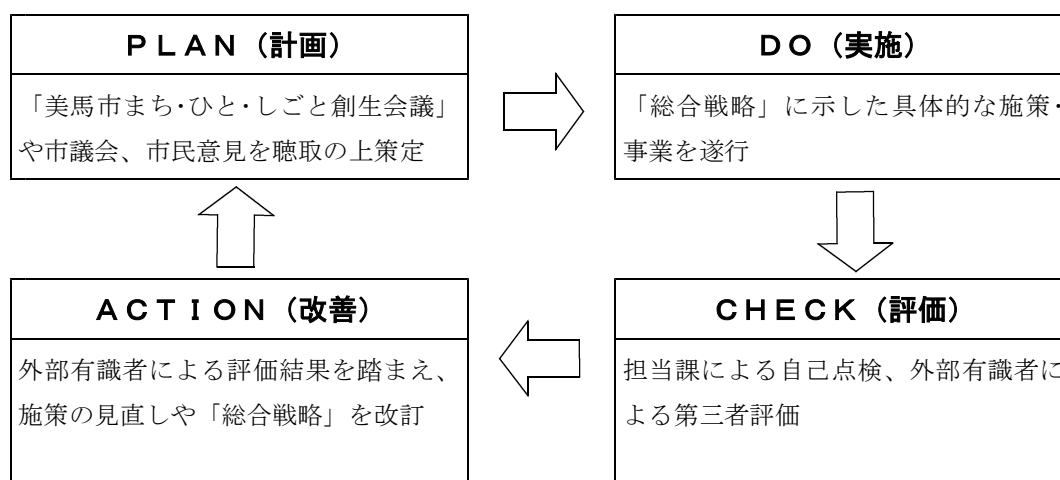 ＰＬＡＮ（計画）
「美馬市まち・ひと・しごと創生会議」
や市議会、市民意見を聴取の上策定
ＤＯ（実施）
「総合戦略」に示した具体的な施策・
事業を遂行
ＡＣＴＩＯＮ（改善）
外部有識者による評価結果を踏まえ、
施策の見直しや「総合戦略」を改訂
ＣＨＥＣＫ（評価）
担当課による自己点検、外部有識者に
よる第三者評価